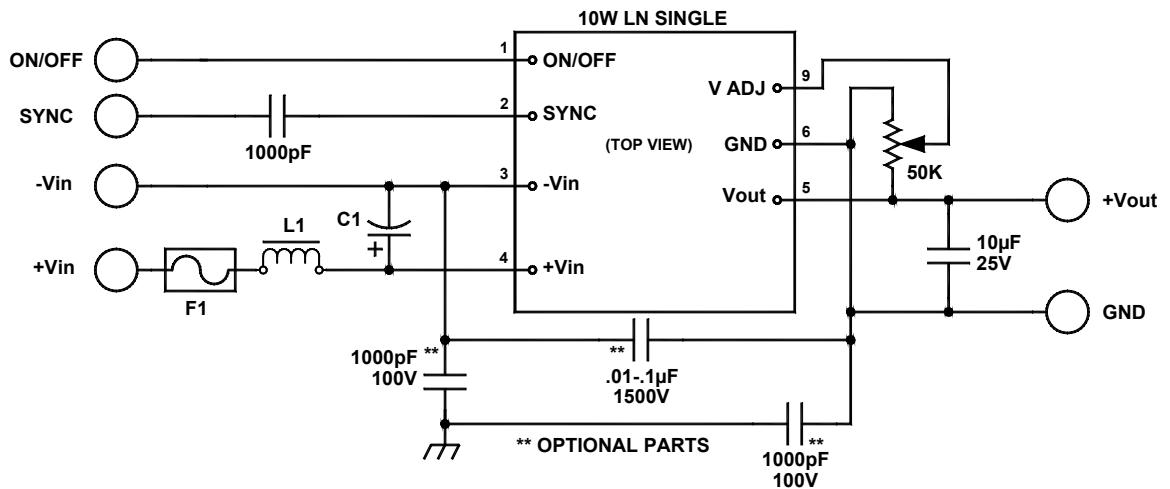 10W LN SINGLE
ON/OFF
1
ON/OFF
SYNC
1000pF
2
SYNC
-Vin
3
-Vin
C1
+
L1
+Vin
F1
4
+Vin
(TOP VIEW)
V ADJ
9
GND
6
Vout
5
50K
+Vout
10µF
25V
GND
1000pF **
100V
**
.01-.1µF
1500V
** OPTIONAL PARTS
**
1000pF
100V